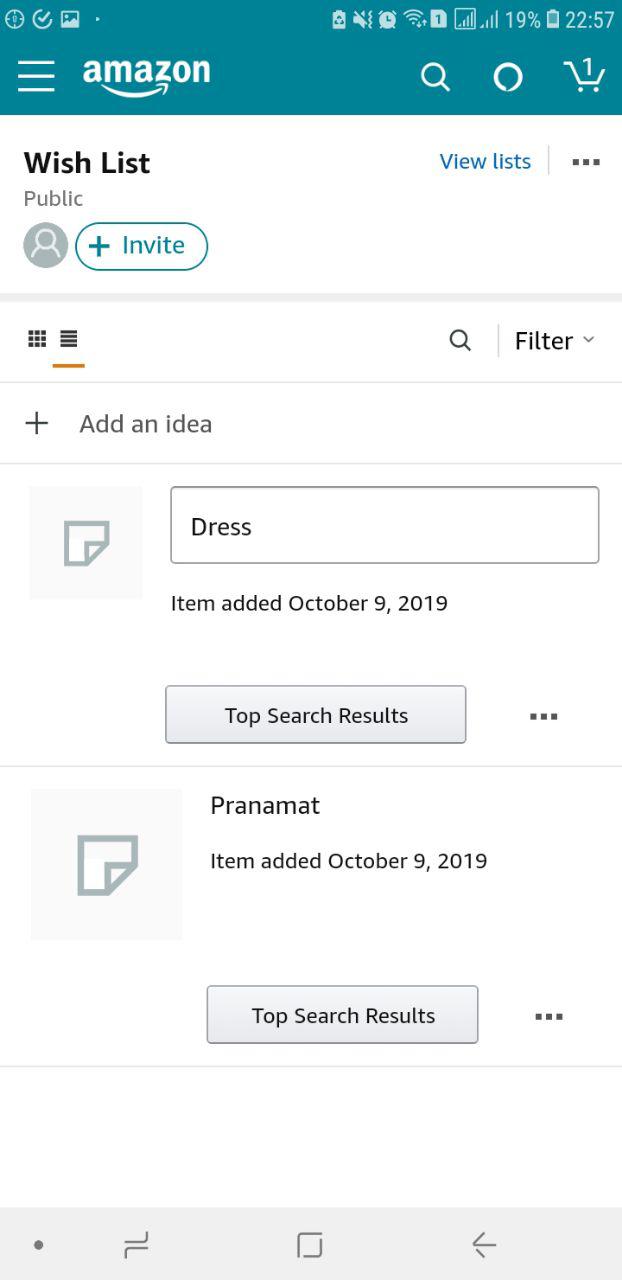 19% 22:57
amazon
1
Wish List
View lists
Public
+ Invite
Filter
+ Add an idea
Dress
Item added October 9, 2019
Top Search Results
Pranamat
Item added October 9, 2019
Top Search Results